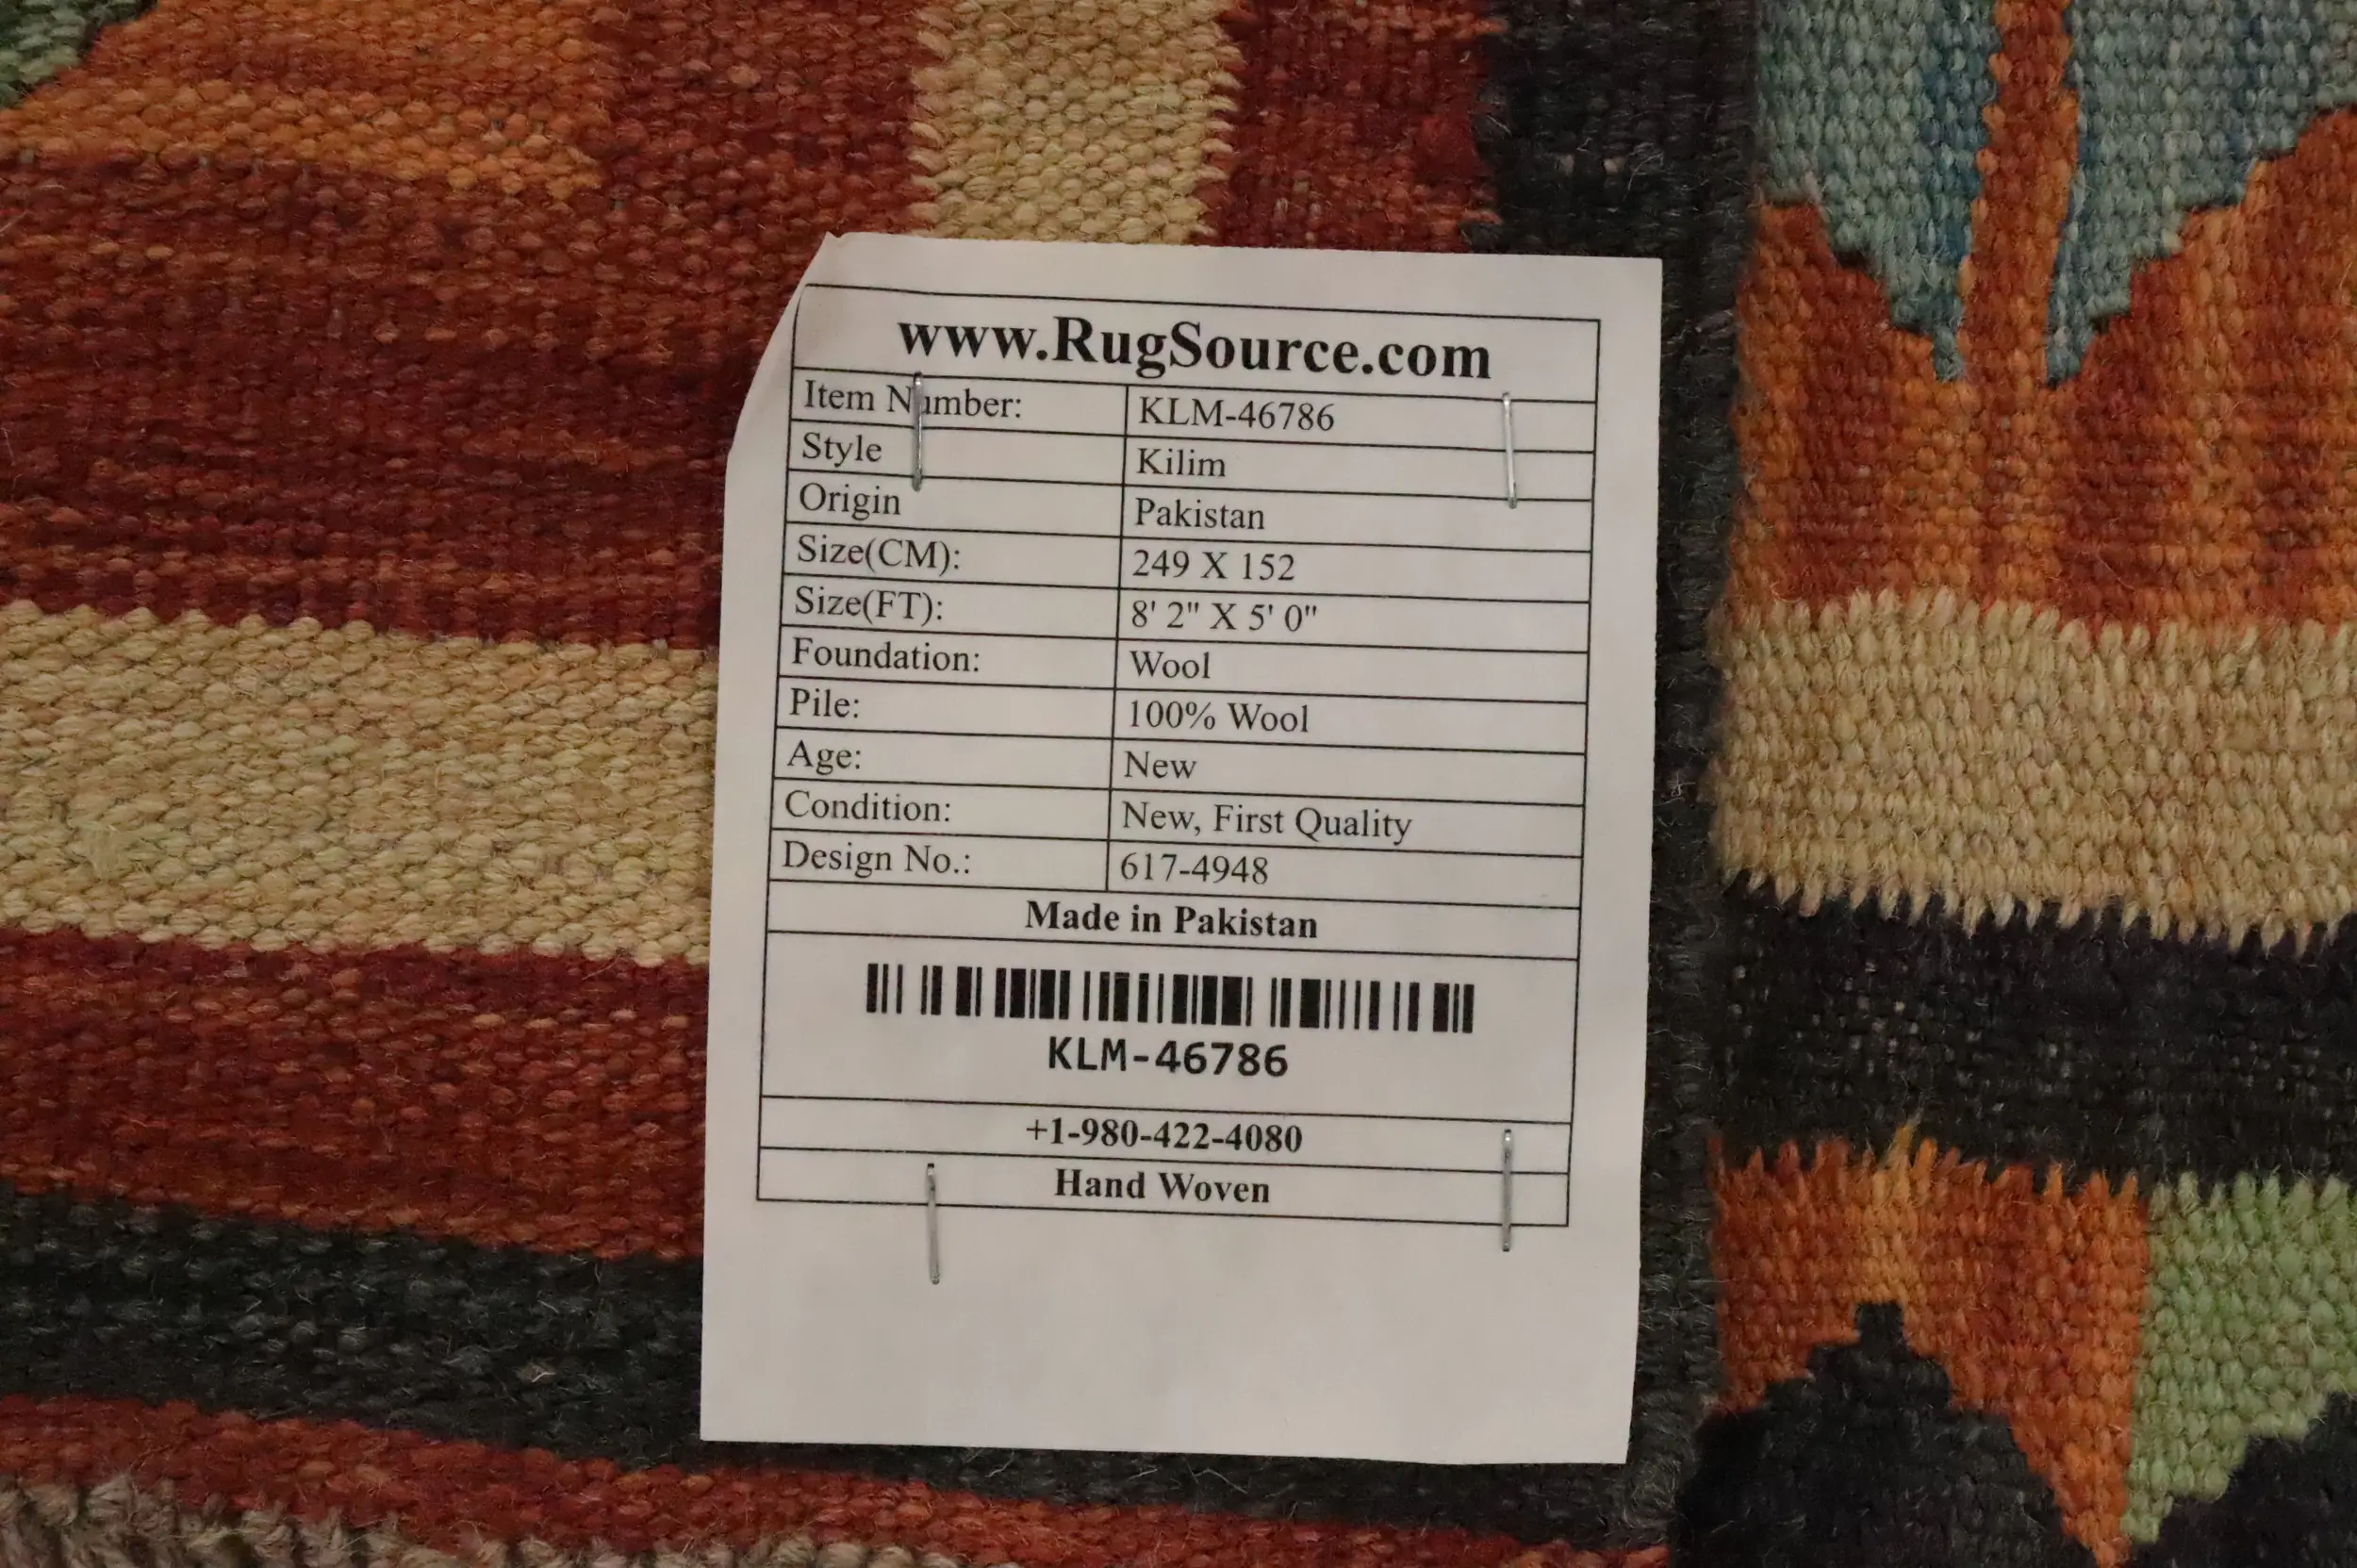 www.RugSource.com
Item Number: KLM-46786
Style Kilim
Origin Pakistan
Size(CM): 249 X 152
Size(FT): 8' 2" X 5' 0"
Foundation: Wool
Pile: 100% Wool
Age: New
Condition: New, First Quality
Design No.: 617-4948
Made in Pakistan
KLM-46786
+1-980-422-4080
Hand Woven